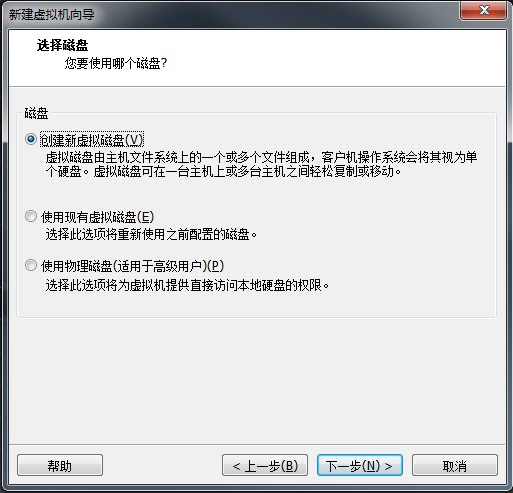 新建虚拟机向导
选择磁盘
您要使用哪个磁盘?
磁盘
创建新虚拟磁盘(V)
虚拟磁盘由主机文件系统上的一个或多个文件组成，客户机操作系统会将其视为单
个硬盘。虚拟磁盘可在一台主机上或多台主机之间轻松复制或移动。
使用现有虚拟磁盘(E)
选择此选项将重新使用之前配置的磁盘。
使用物理磁盘(适用于高级用户)(P)
选择此选项将为虚拟机提供直接访问本地硬盘的权限。
帮助
< 上一步(B)
下一步(N) >
取消